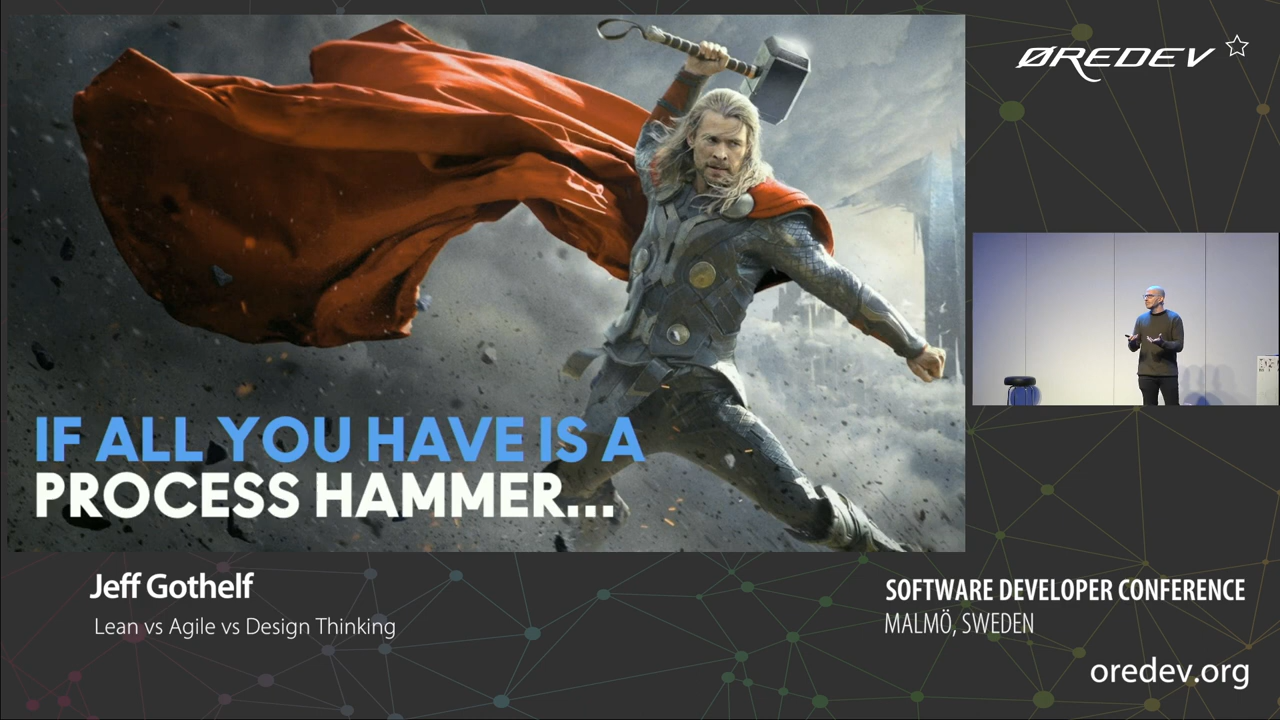 ØREDEV
IF ALL YOU HAVE IS A
PROCESS HAMMER...
Jeff Gothelf
Lean vs Agile vs Design Thinking
SOFTWARE DEVELOPER CONFERENCE
MALMÖ, SWEDEN
oredev.org